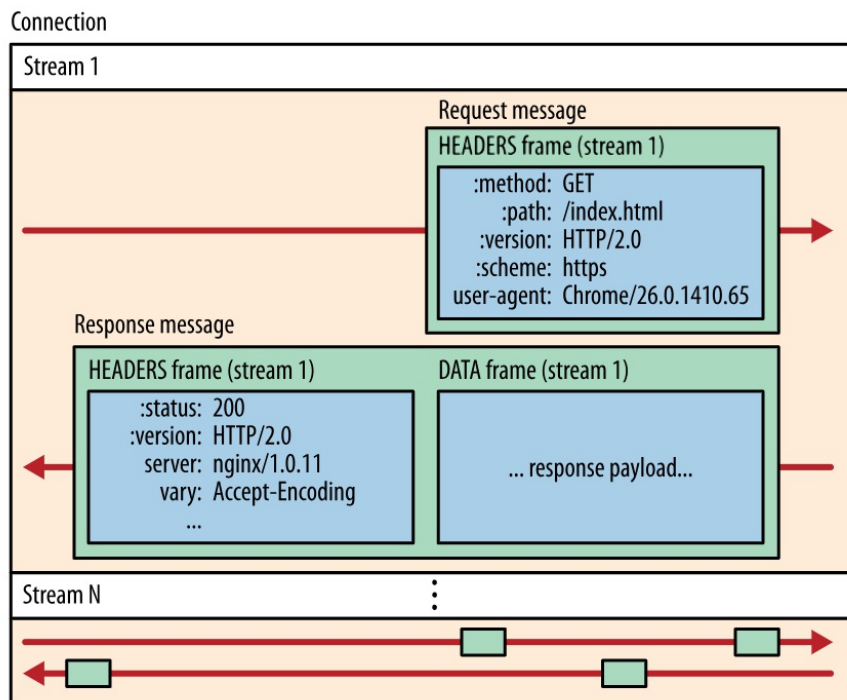 Connection
Stream 1
Request message
HEADERS frame (stream 1)
:method: GET
:path: /index.html
:version: HTTP/2.0
:scheme: https
user-agent: Chrome/26.0.1410.65
Response message
HEADERS frame (stream 1)
:status: 200
:version: HTTP/2.0
server: nginx/1.0.11
vary: Accept-Encoding
...
DATA frame (stream 1)
... response payload...
Stream N